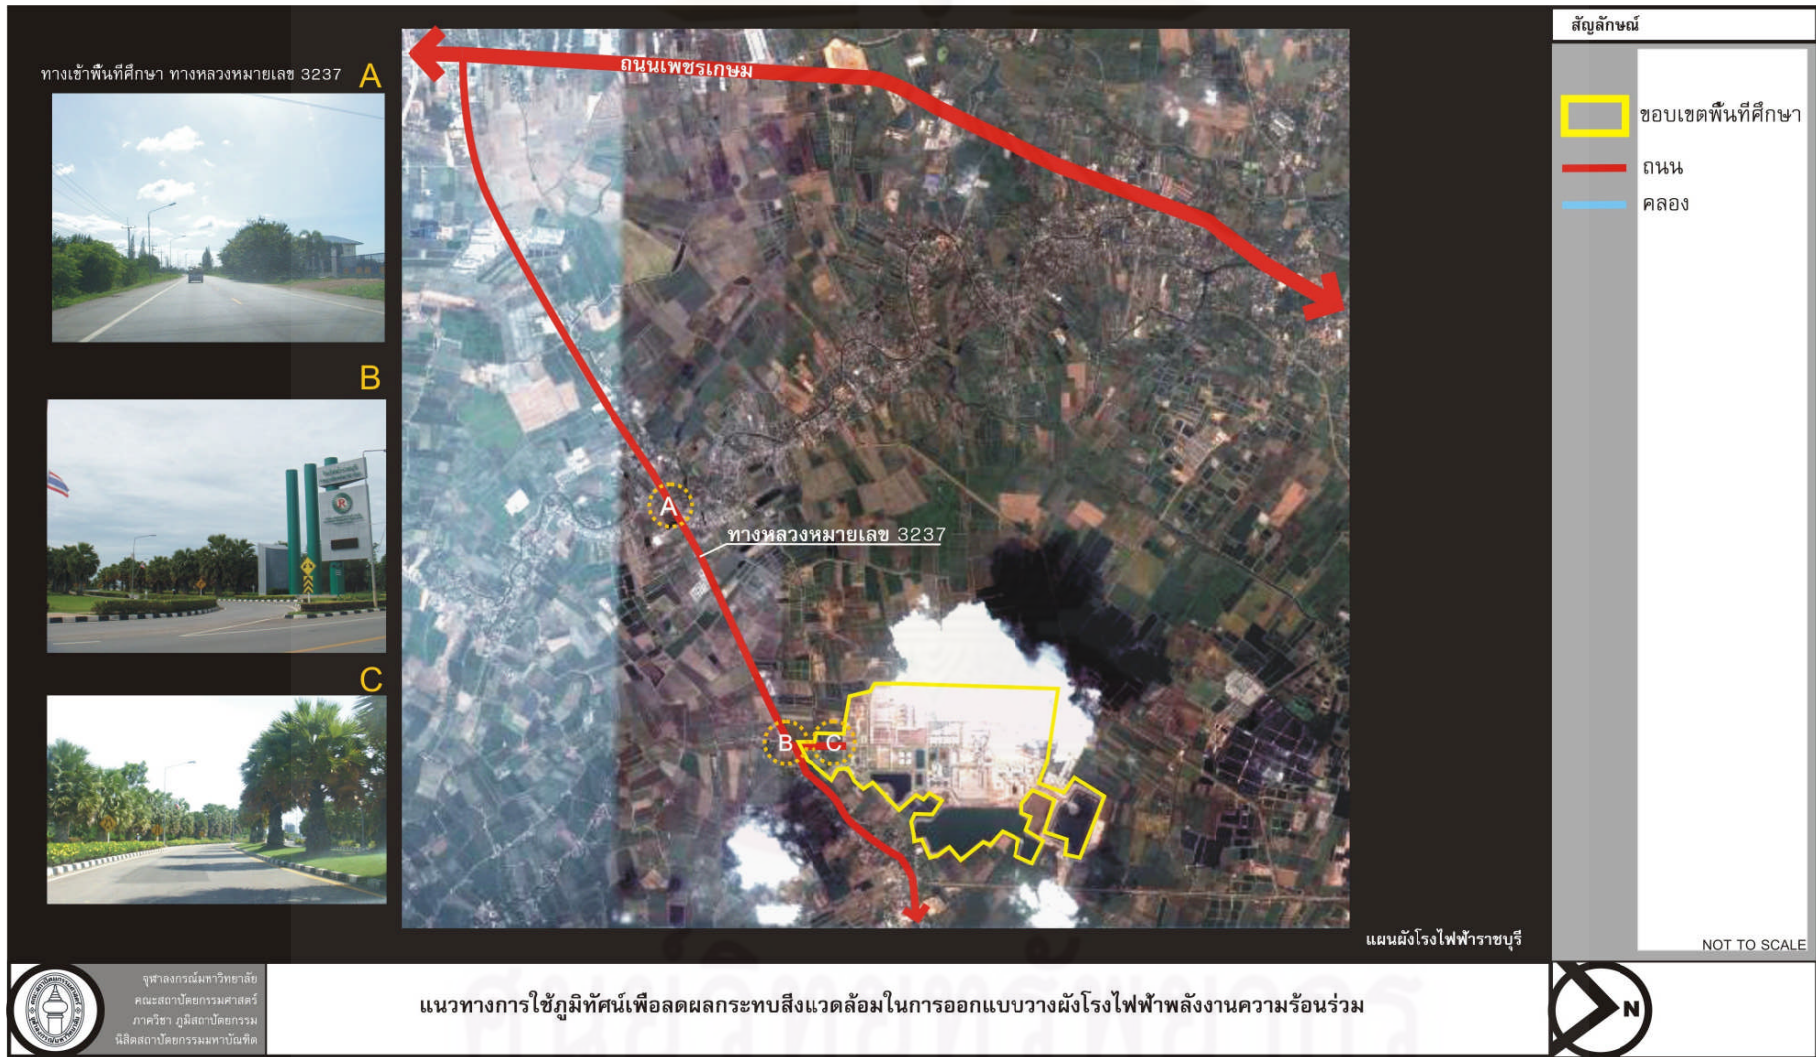 ทางเข้าพื้นที่ศึกษา ทางหลวงหมายเลข 3237
A
B
C
ถนนเพชรเกษม
A
ทางหลวงหมายเลข 3237
B
C
แผนผังโรงไฟฟ้าราชบุรี
สัญลักษณ์
ขอบเขตพื้นที่ศึกษา
ถนน
คลอง
NOT TO SCALE
จุฬาลงกรณ์มหาวิทยาลัย
คณะสถาปัตยกรรมศาสตร์
ภาควิชา ภูมิสถาปัตยกรรม
นิสิตสถาปัตยกรรมมหาบัณฑิต
แนวทางการใช้ภูมิทัศน์เพื่อลดผลกระทบสิ่งแวดล้อมในการออกแบบวางผังโรงไฟฟ้าพลังงานความร้อนร่วม
N